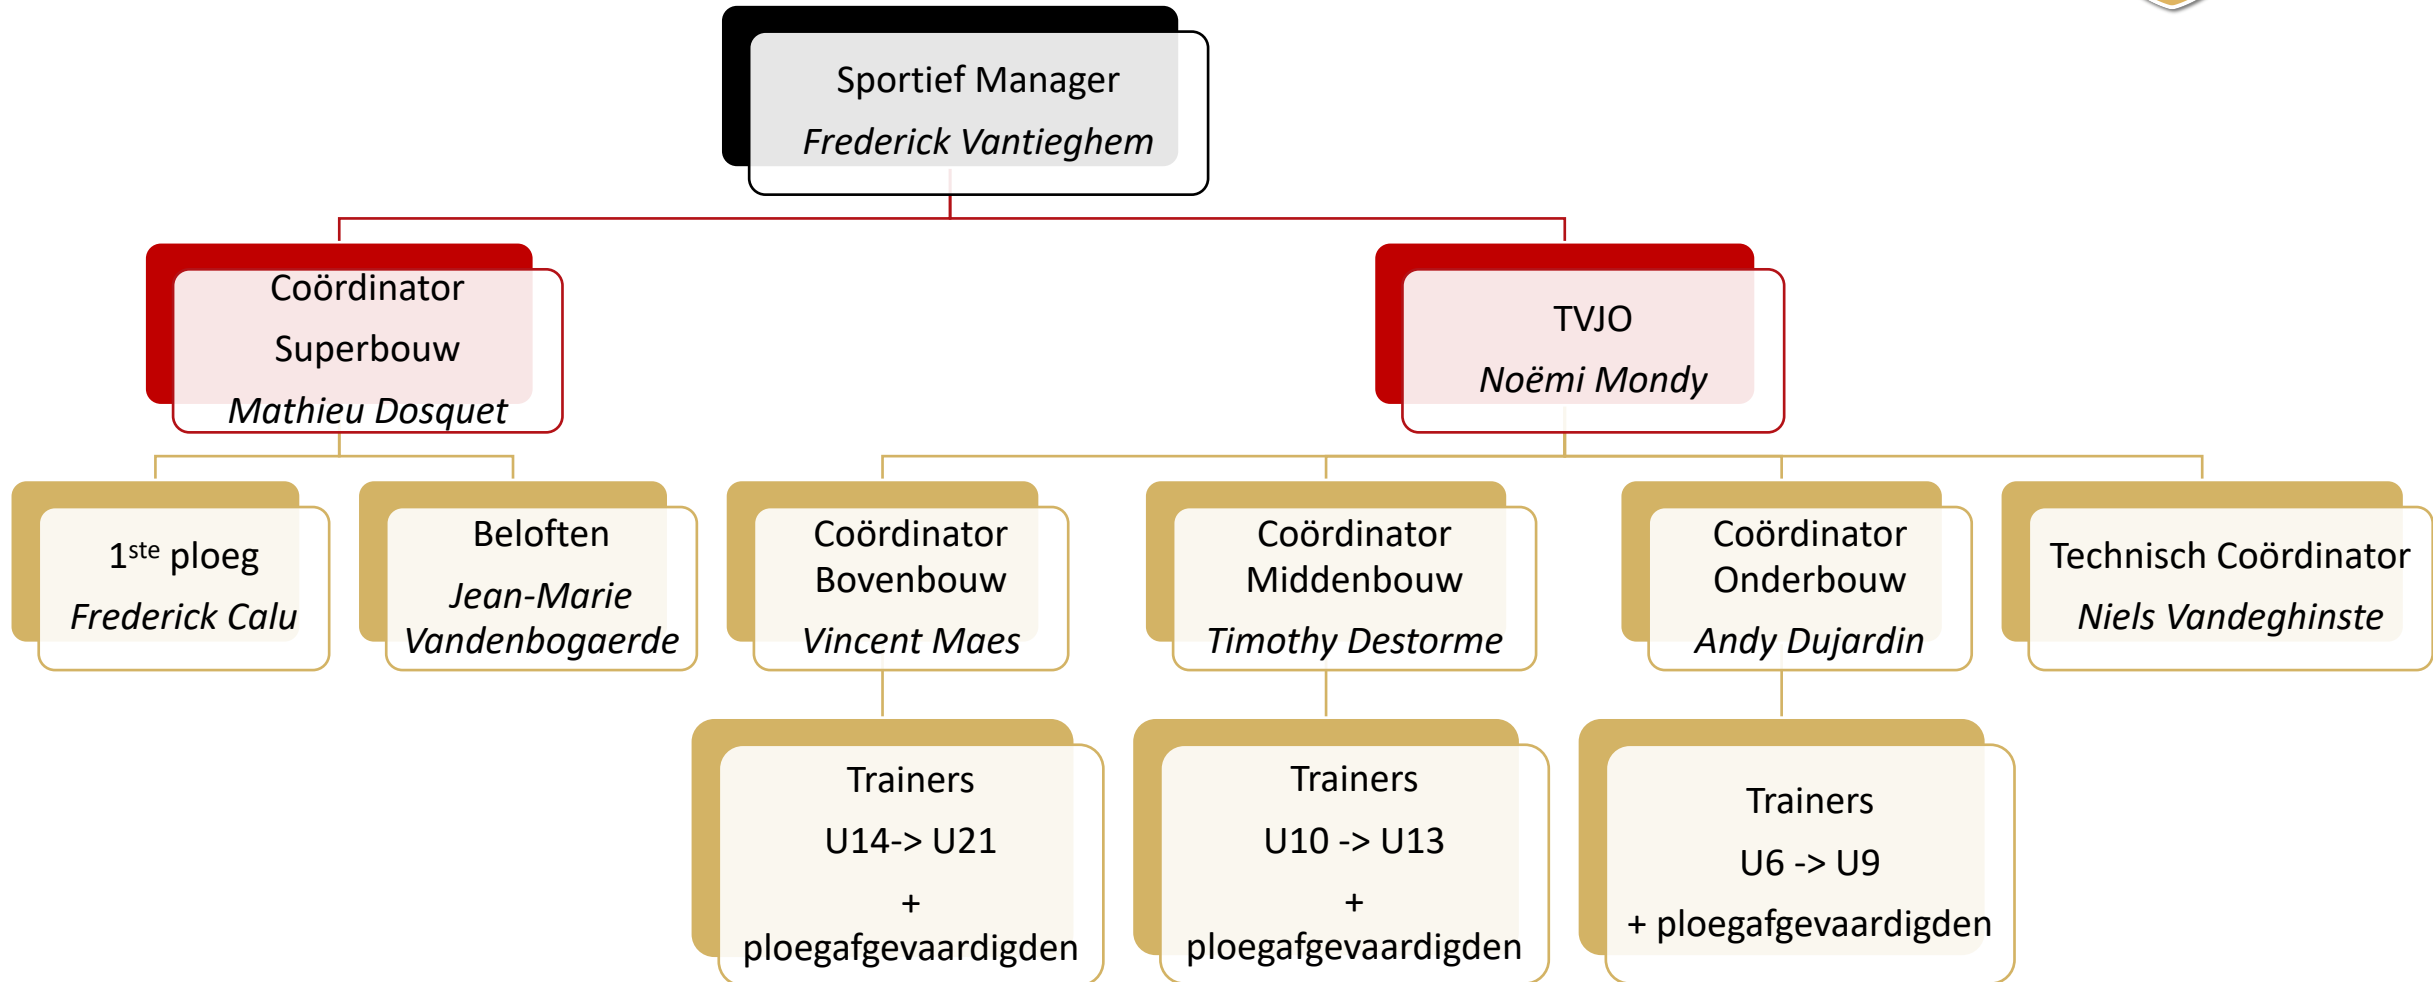 Sportief Manager
Frederick Vantieghem
Coördinator
Superbouw
Mathieu Dosquet
TVJO
Noëmi Mondy
1ste ploeg
Frederick Calu
Beloften
Jean-Marie
Vandenbogaerde
Coördinator
Bovenbouw
Vincent Maes
Coördinator
Middenbouw
Timothy Destorme
Coördinator
Onderbouw
Andy Dujardin
Technisch Coördinator
Niels Vandeghinste
Trainers
U14-> U21
+
ploegafgevaardigden
Trainers
U10 -> U13
+
ploegafgevaardigden
Trainers
U6 -> U9
+ ploegafgevaardigden